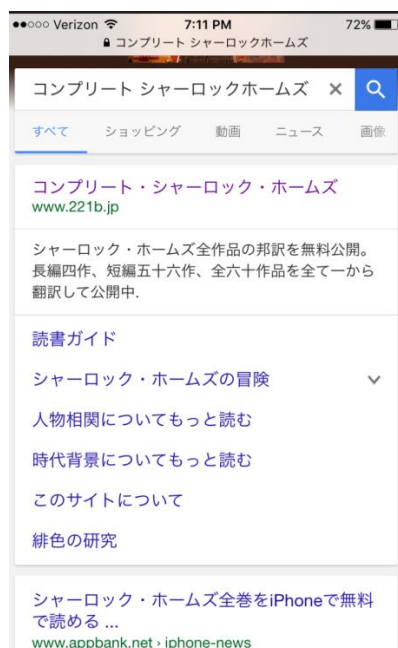 Verizon 7:11 PM 72%
コンプリート シャーロックホームズ
コンプリート シャーロックホームズ
すべて ショッピング 動画 ニュース 画像
コンプリート・シャーロック・ホームズ
www.221b.jp
シャーロック・ホームズ全作品の邦訳を無料公開。
長編四作、短編五十六作、全六十作品を全て一から
翻訳して公開中.
読書ガイド
シャーロック・ホームズの冒険
人物相関についてもっと読む
時代背景についてもっと読む
このサイトについて
緋色の研究
シャーロック・ホームズ全巻をiPhoneで無料
で読める ...
www.appbank.net › iphone-news